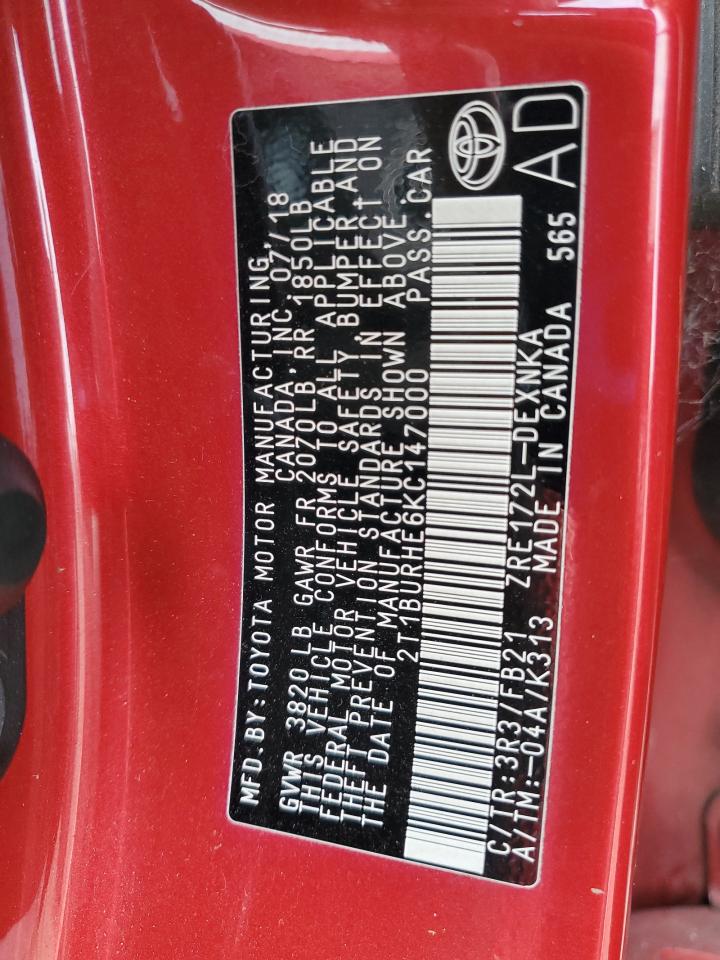 MFD.BY:TOYOTA MOTOR MANUFACTURING,
CANADA, INC. 07/18
GVWR 3820LB GAWR FR 2070LB RR 1850LB
THIS VEHICLE CONFORMS TO ALL APPLICABLE
FEDERAL MOTOR VEHICLE SAFETY, BUMPER, AND
THEFT PREVENTION STANDARDS IN EFFECT ON
THE DATE OF MANUFACTURE SHOWN ABOVE.
2T1BURHE6KC147000 PASS.CAR
C/TR:3R3/FB21 ZRE172L-DEXNKA
A/TM:-04A/K313 MADE IN CANADA 565
AD